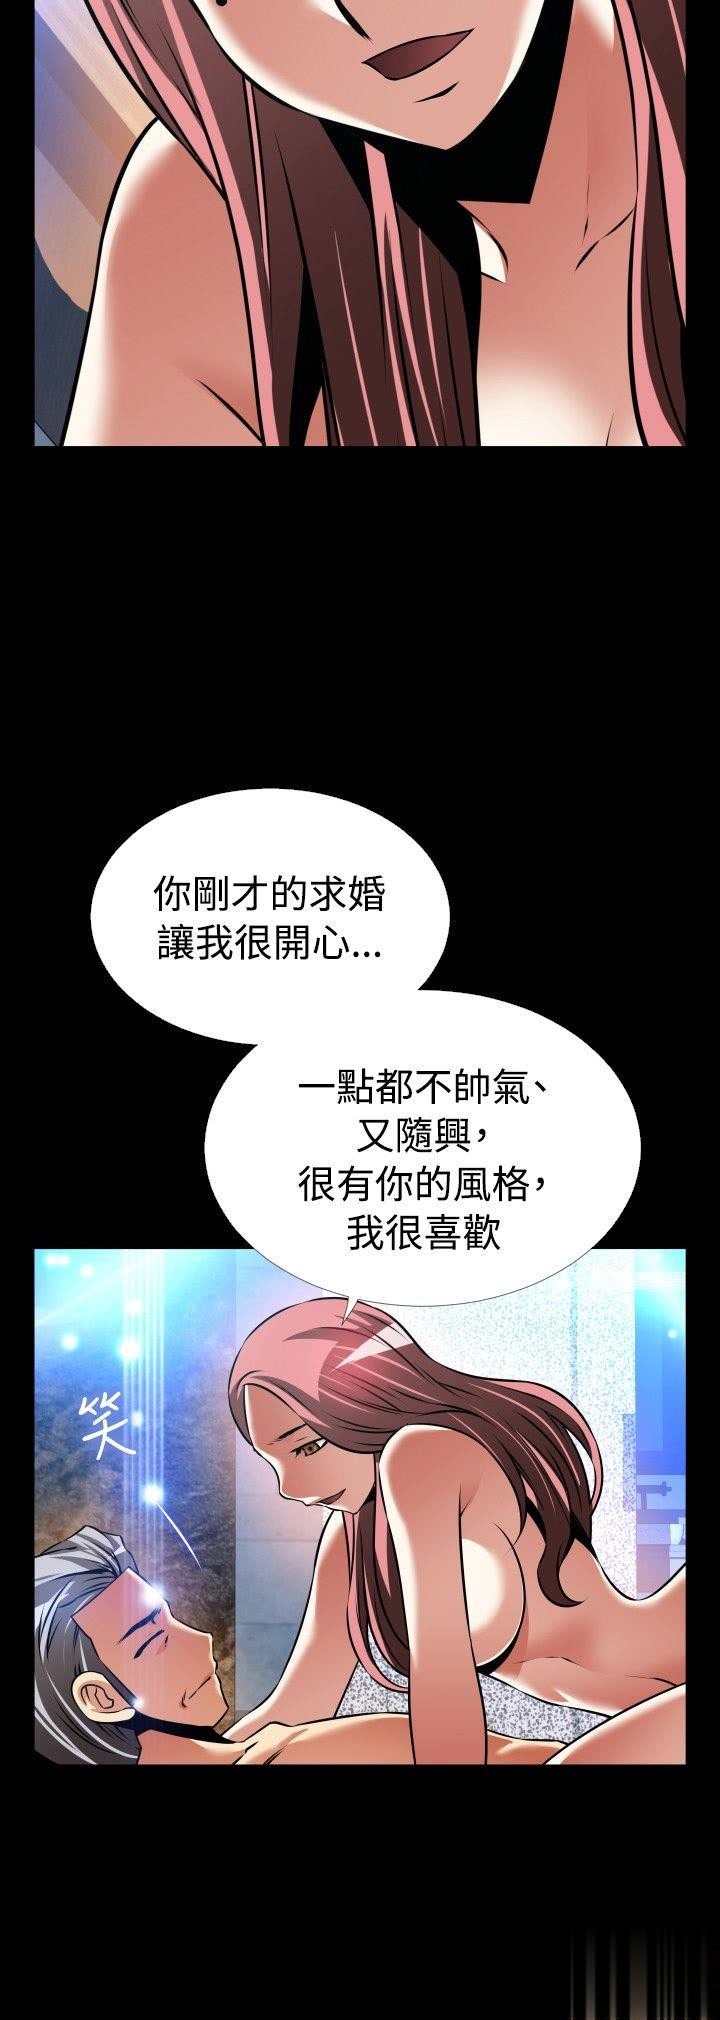 你剛才的求婚
讓我很開心...
一點都不帥氣、
又隨興，
很有你的風格，
我很喜歡
笑